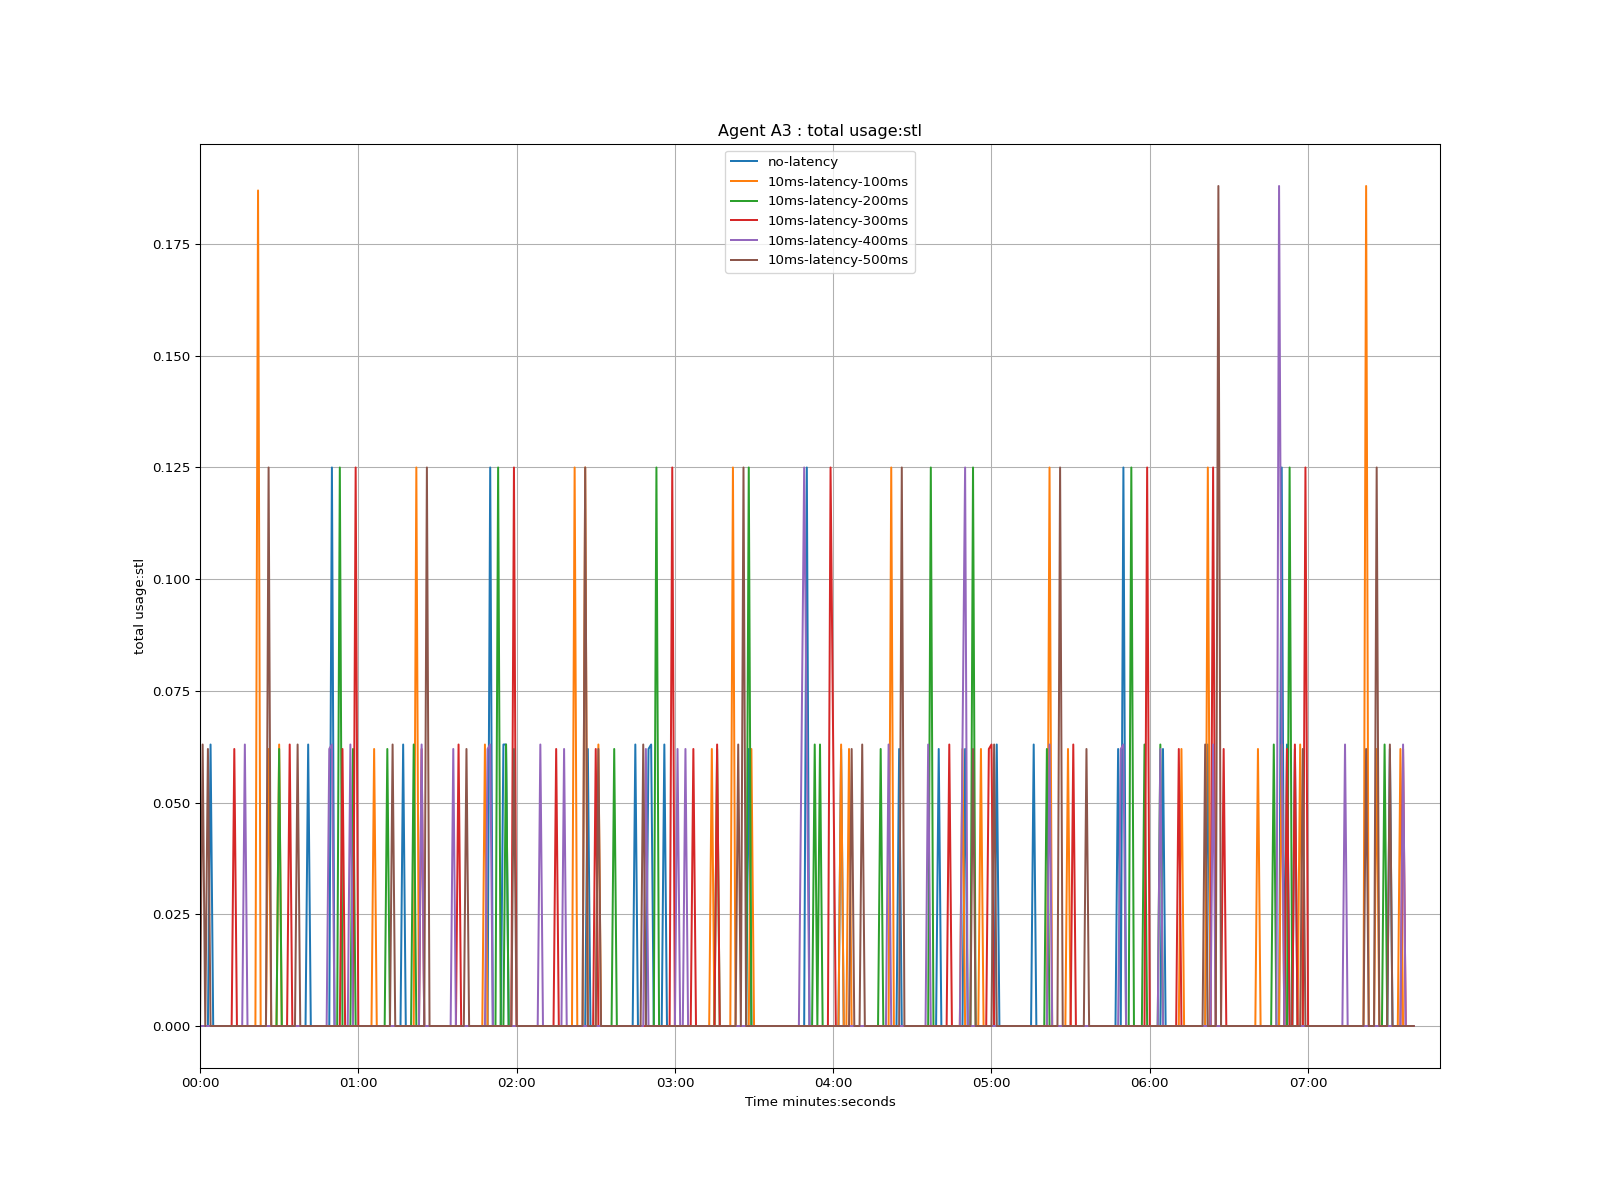 Agent A3 : total usage:stl
no-latency
10ms-latency-100ms
10ms-latency-200ms
10ms-latency-300ms
10ms-latency-400ms
10ms-latency-500ms
total usage:stl
0.175
0.150
0.125
0.100
0.075
0.050
0.025
0.000
00:00 01:00 02:00 03:00 04:00 05:00 06:00 07:00
Time minutes:seconds